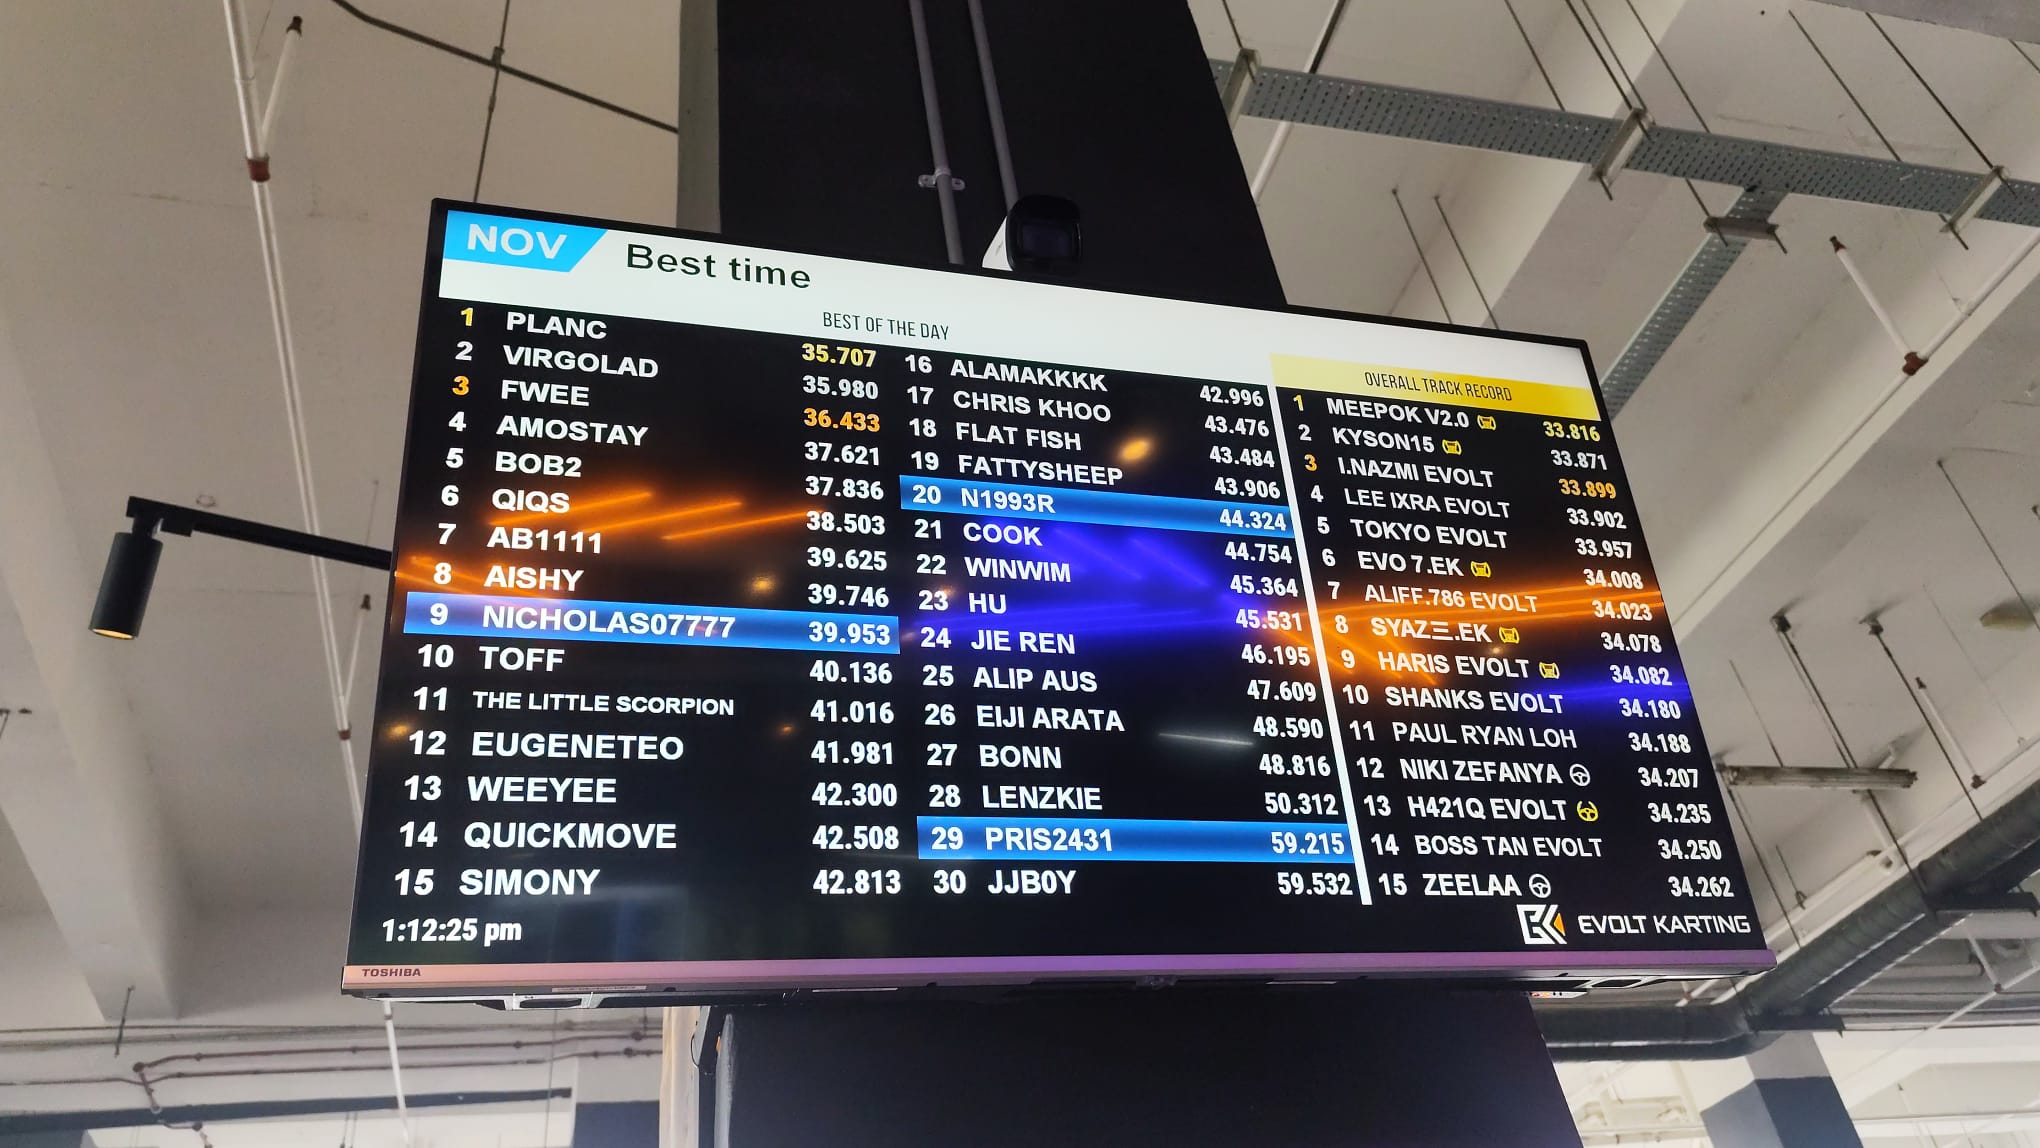 NOV Best time
BEST OF THE DAY
1 PLANC 35.707
2 VIRGOLAD 35.980
3 FWEE 36.433
4 AMOSTAY 37.621
5 BOB2 37.836
6 QIQS 38.503
7 AB1111 39.625
8 AISHY 39.746
9 NICHOLAS07777 39.953
10 TOFF 40.136
11 THE LITTLE SCORPION 41.016
12 EUGENETEO 41.981
13 WEEYEE 42.300
14 QUICKMOVE 42.508
15 SIMONY 42.813
16 ALAMAKKKK 42.996
17 CHRIS KHOO 43.476
18 FLAT FISH 43.484
19 FATTYSHEEP 43.906
20 N1993R 44.324
21 COOK 44.754
22 WINWIM 45.364
23 HU 45.531
24 JIE REN 46.195
25 ALIP AUS 47.609
26 EIJI ARATA 48.590
27 BONN 48.816
28 LENZKIE 50.312
29 PRIS2431 59.215
30 JJB0Y 59.532
OVERALL TRACK RECORD
1 MEEPOK V2.0 33.816
2 KYSON15 33.871
3 I.NAZMI EVOLT 33.899
4 LEE IXRA EVOLT 33.902
5 TOKYO EVOLT 33.957
6 EVO 7.EK 34.008
7 ALIFF.786 EVOLT 34.023
8 SYAZΞ.EK 34.078
9 HARIS EVOLT 34.082
10 SHANKS EVOLT 34.180
11 PAUL RYAN LOH 34.188
12 NIKI ZEFANYA 34.207
13 H421Q EVOLT 34.235
14 BOSS TAN EVOLT 34.250
15 ZEELAA 34.262
1:12:25 pm
EK EVOLT KARTING
TOSHIBA